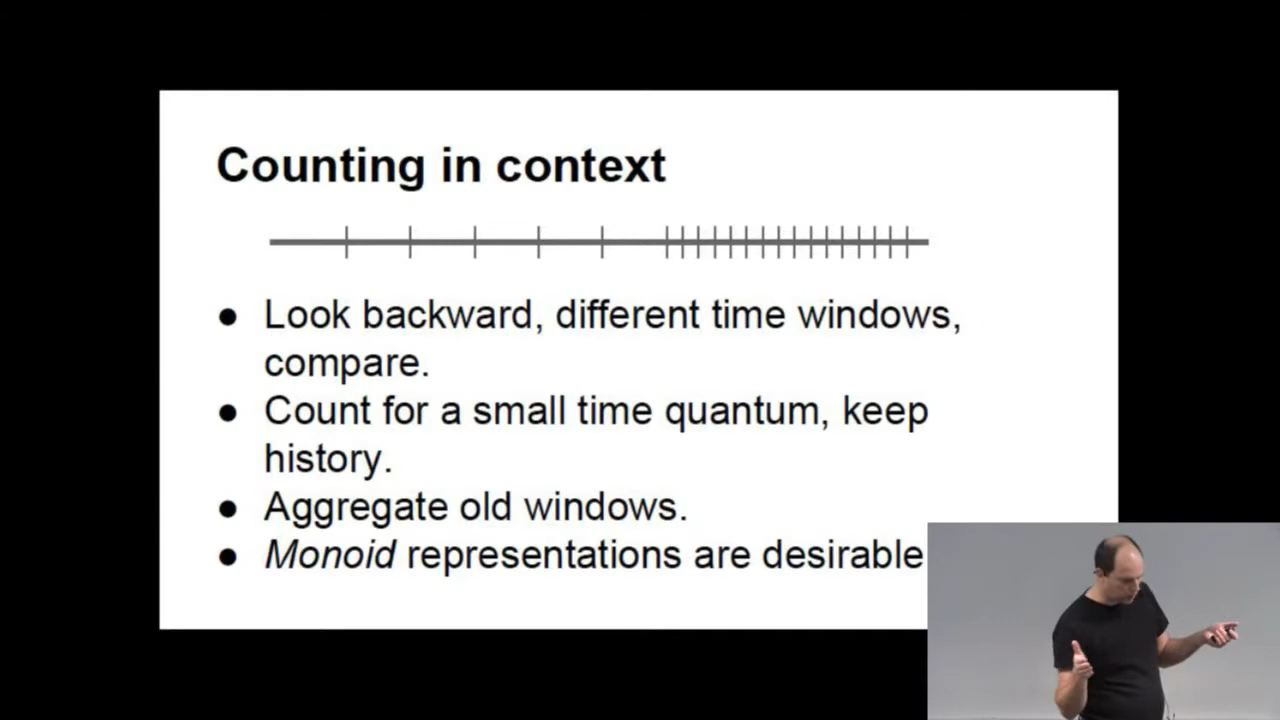 Counting in context
● Look backward, different time windows,
compare.
● Count for a small time quantum, keep
history.
● Aggregate old windows.
● Monoid representations are desirable